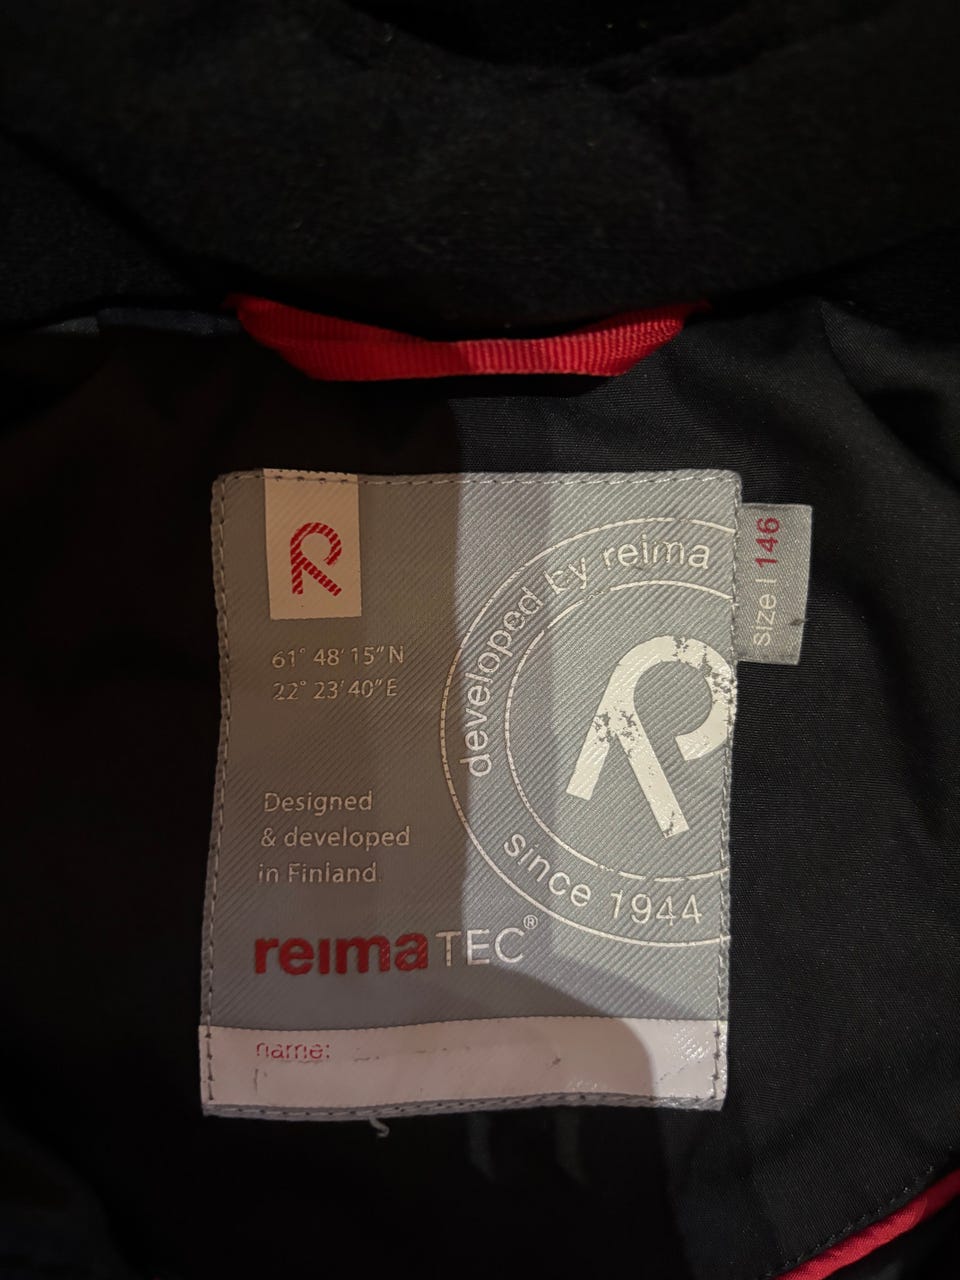 R
61° 48' 15" N
22° 23' 40" E
developed by reima
R
since 1944
Designed
& developed
in Finland
reimaTEC®
name:
size | 146